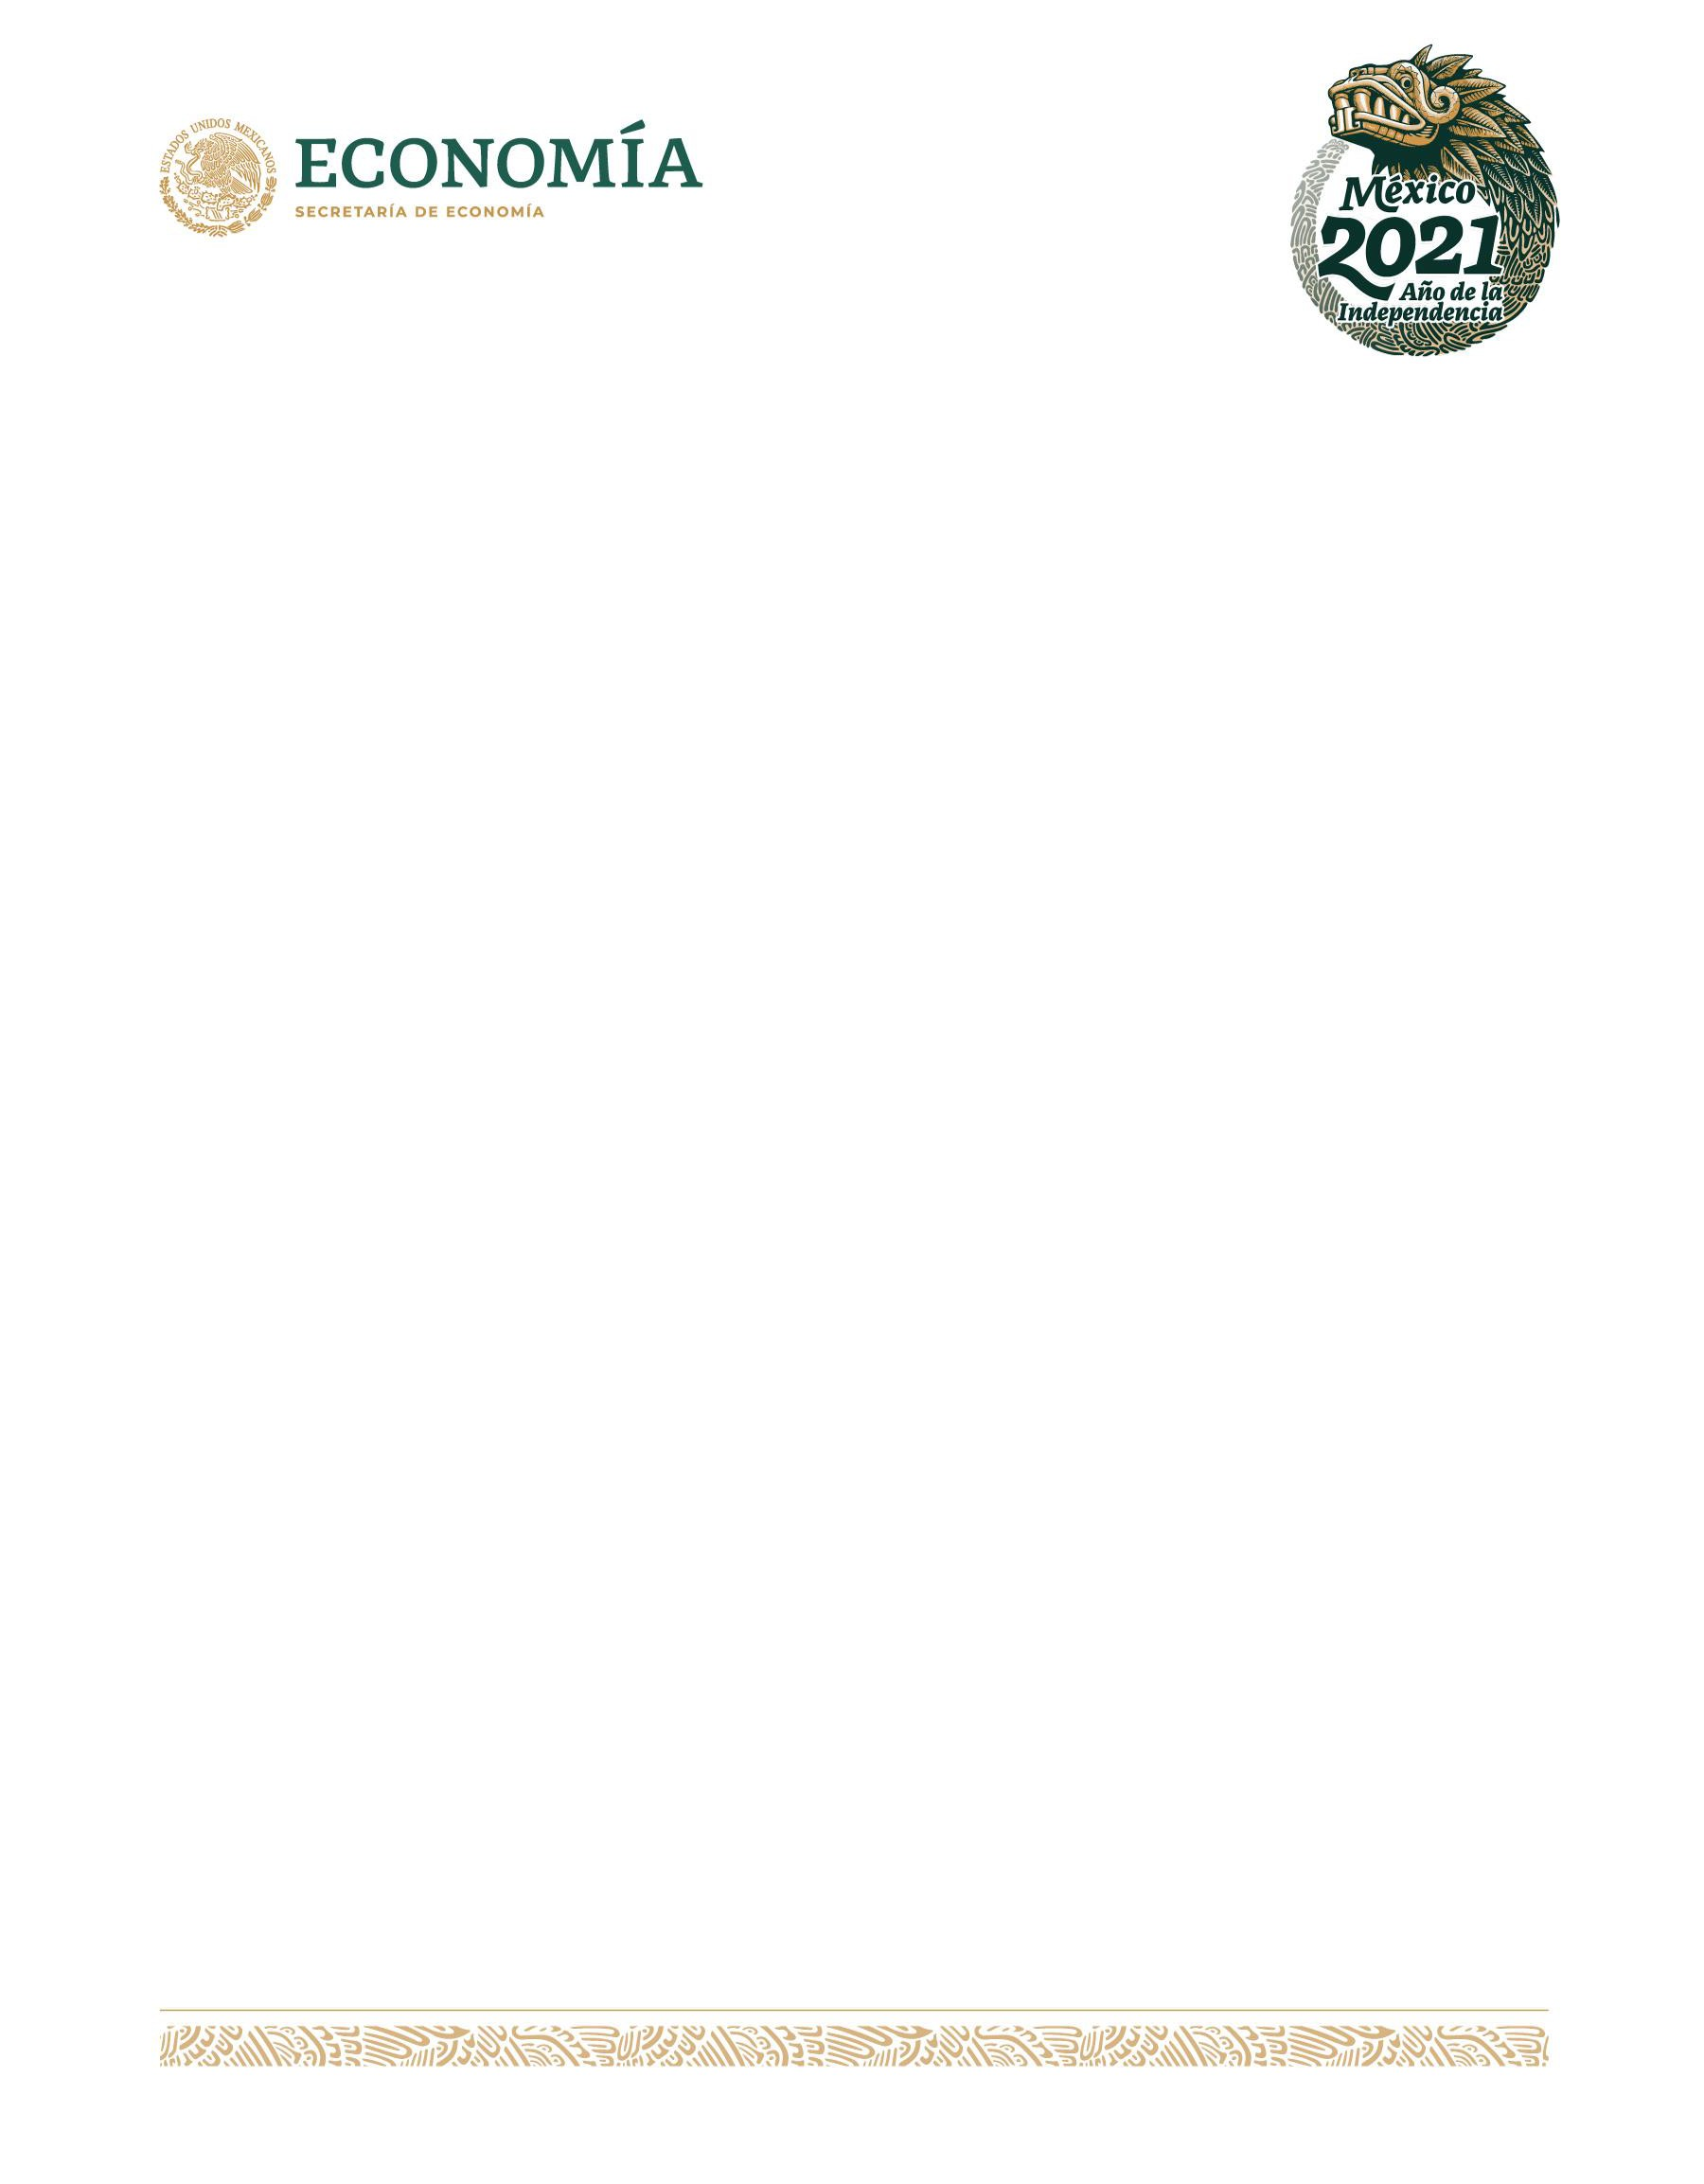 ESTADOS UNIDOS MEXICANOS
ECONOMÍA
SECRETARÍA DE ECONOMÍA
México
2021
Año de la
Independencia